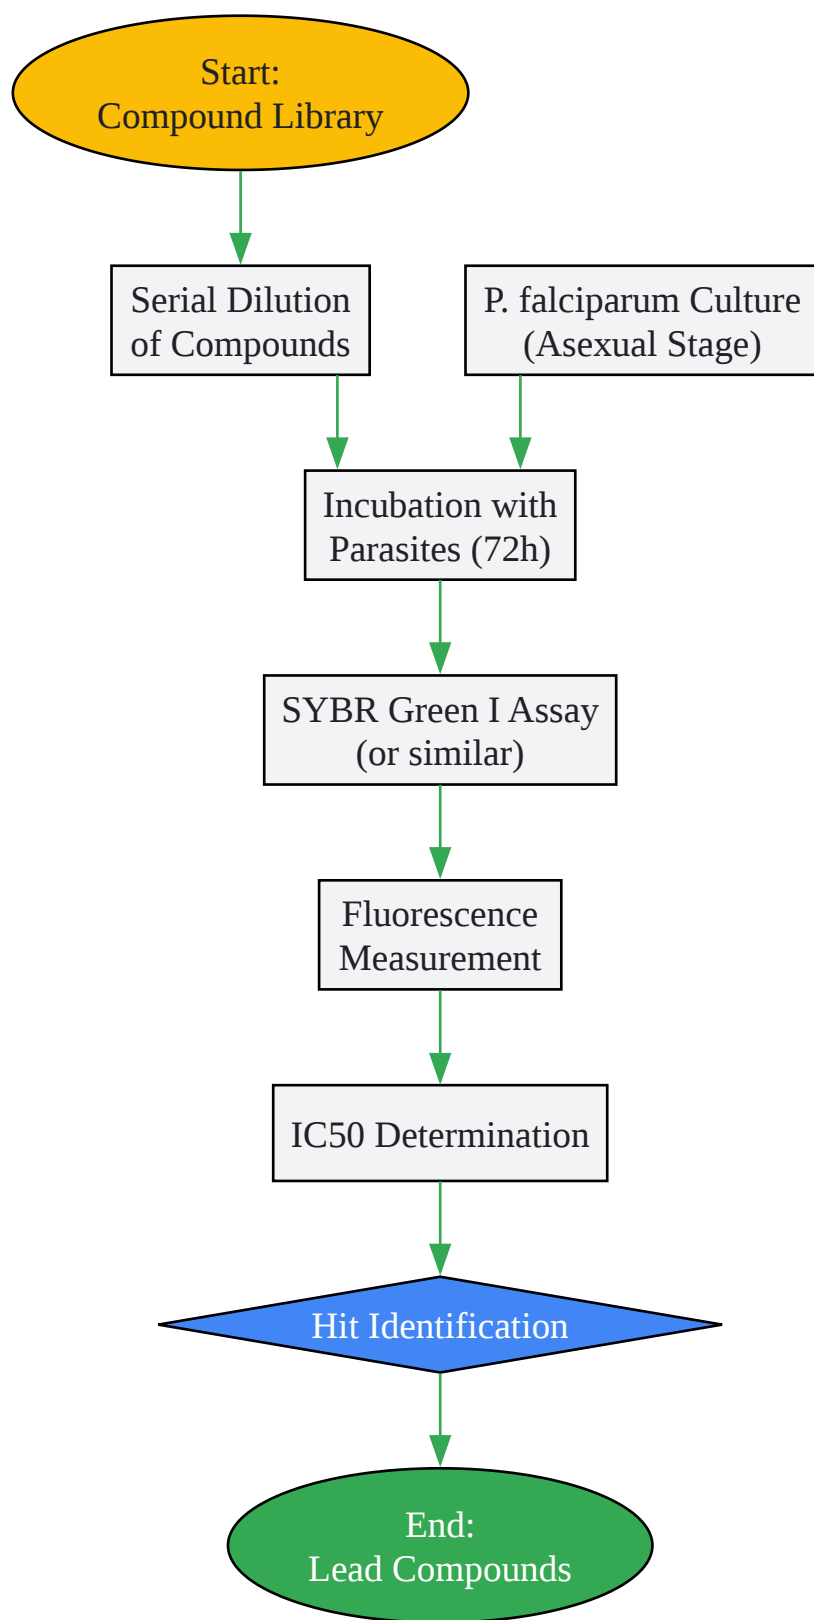 Start:
Compound Library
Serial Dilution
of Compounds
P. falciparum Culture
(Asexual Stage)
Incubation with
Parasites (72h)
SYBR Green I Assay
(or similar)
Fluorescence
Measurement
IC50 Determination
Hit Identification
End:
Lead Compounds